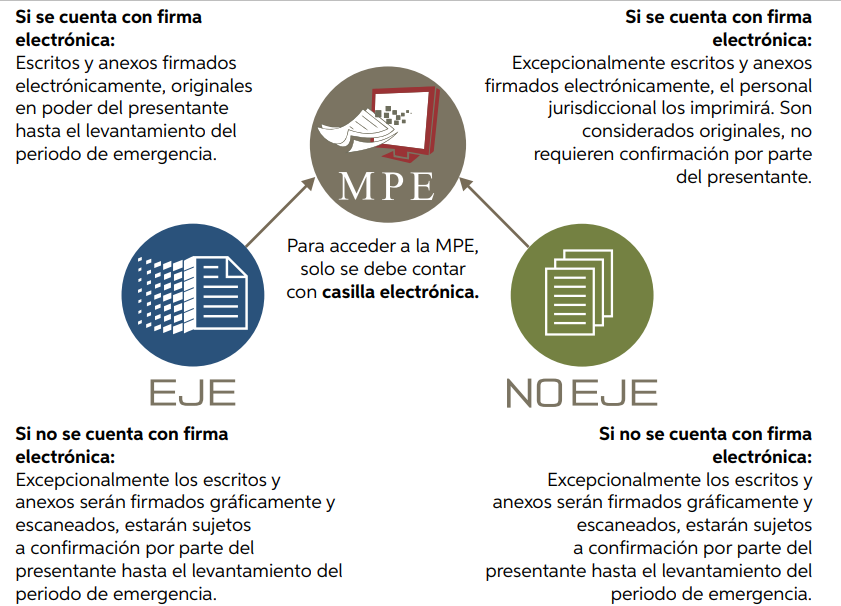 Si se cuenta con firma
electrónica:
Escritos y anexos firmados
electrónicamente, originales
en poder del presentante
hasta el levantamiento del
periodo de emergencia.
Si se cuenta con firma
electrónica:
Excepcionalmente escritos y anexos
firmados electrónicamente, el personal
jurisdiccional los imprimirá. Son
considerados originales, no
requieren confirmación por parte
del presentante.
MPE
Para acceder a la MPE,
solo se debe contar
con casilla electrónica.
EJE
NO EJE
Si no se cuenta con firma
electrónica:
Excepcionalmente los escritos y
anexos serán firmados gráficamente y
escaneados, estarán sujetos
a confirmación por parte del
presentante hasta el levantamiento del
periodo de emergencia.
Si no se cuenta con firma
electrónica:
Excepcionalmente los escritos y
anexos serán firmados gráficamente y
escaneados, estarán sujetos
a confirmación por parte del
presentante hasta el levantamiento del
periodo de emergencia.